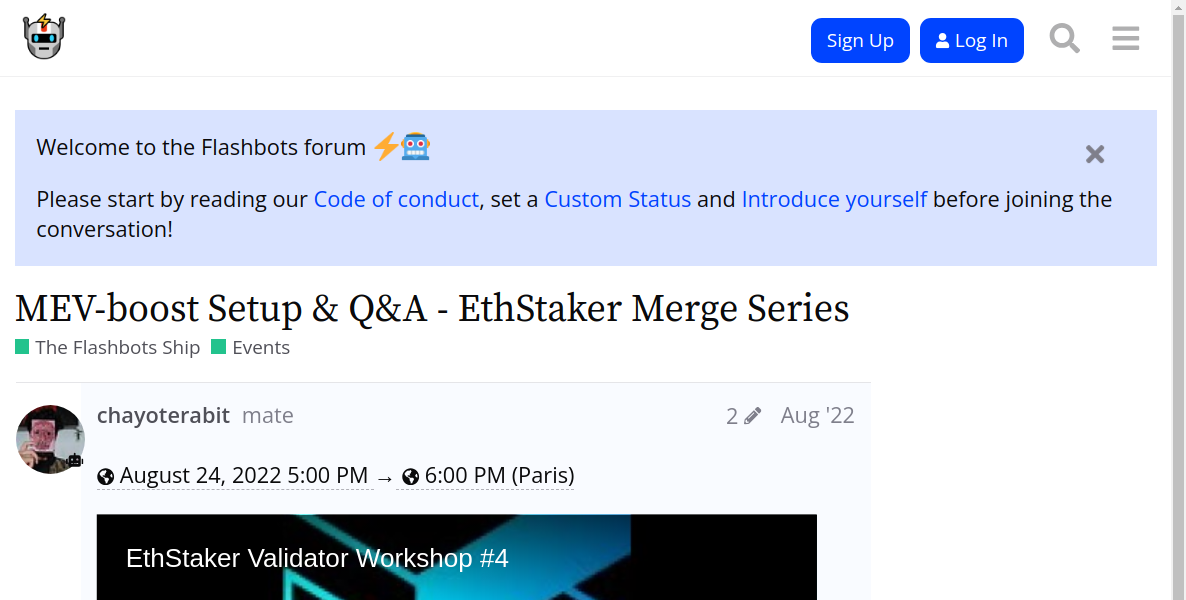 Sign Up
Log In
Welcome to the Flashbots forum
Please start by reading our Code of conduct, set a Custom Status and Introduce yourself before joining the
conversation!
MEV-boost Setup & Q&A - EthStaker Merge Series
The Flashbots Ship Events
chayoterabit mate 2 Aug '22
August 24, 2022 5:00 PM → 6:00 PM (Paris)
EthStaker Validator Workshop #4